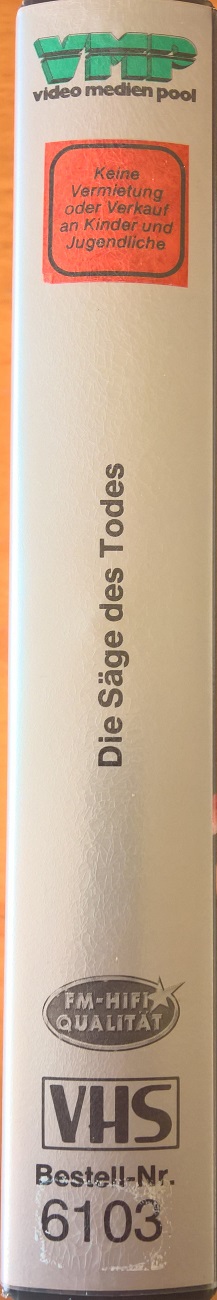 VMP
video medien pool
Keine
Vermietung
oder Verkauf
an Kinder und
Jugendliche
Die Säge des Todes
FM-HIFI
QUALITÄT
VHS
Bestell-Nr.
6103